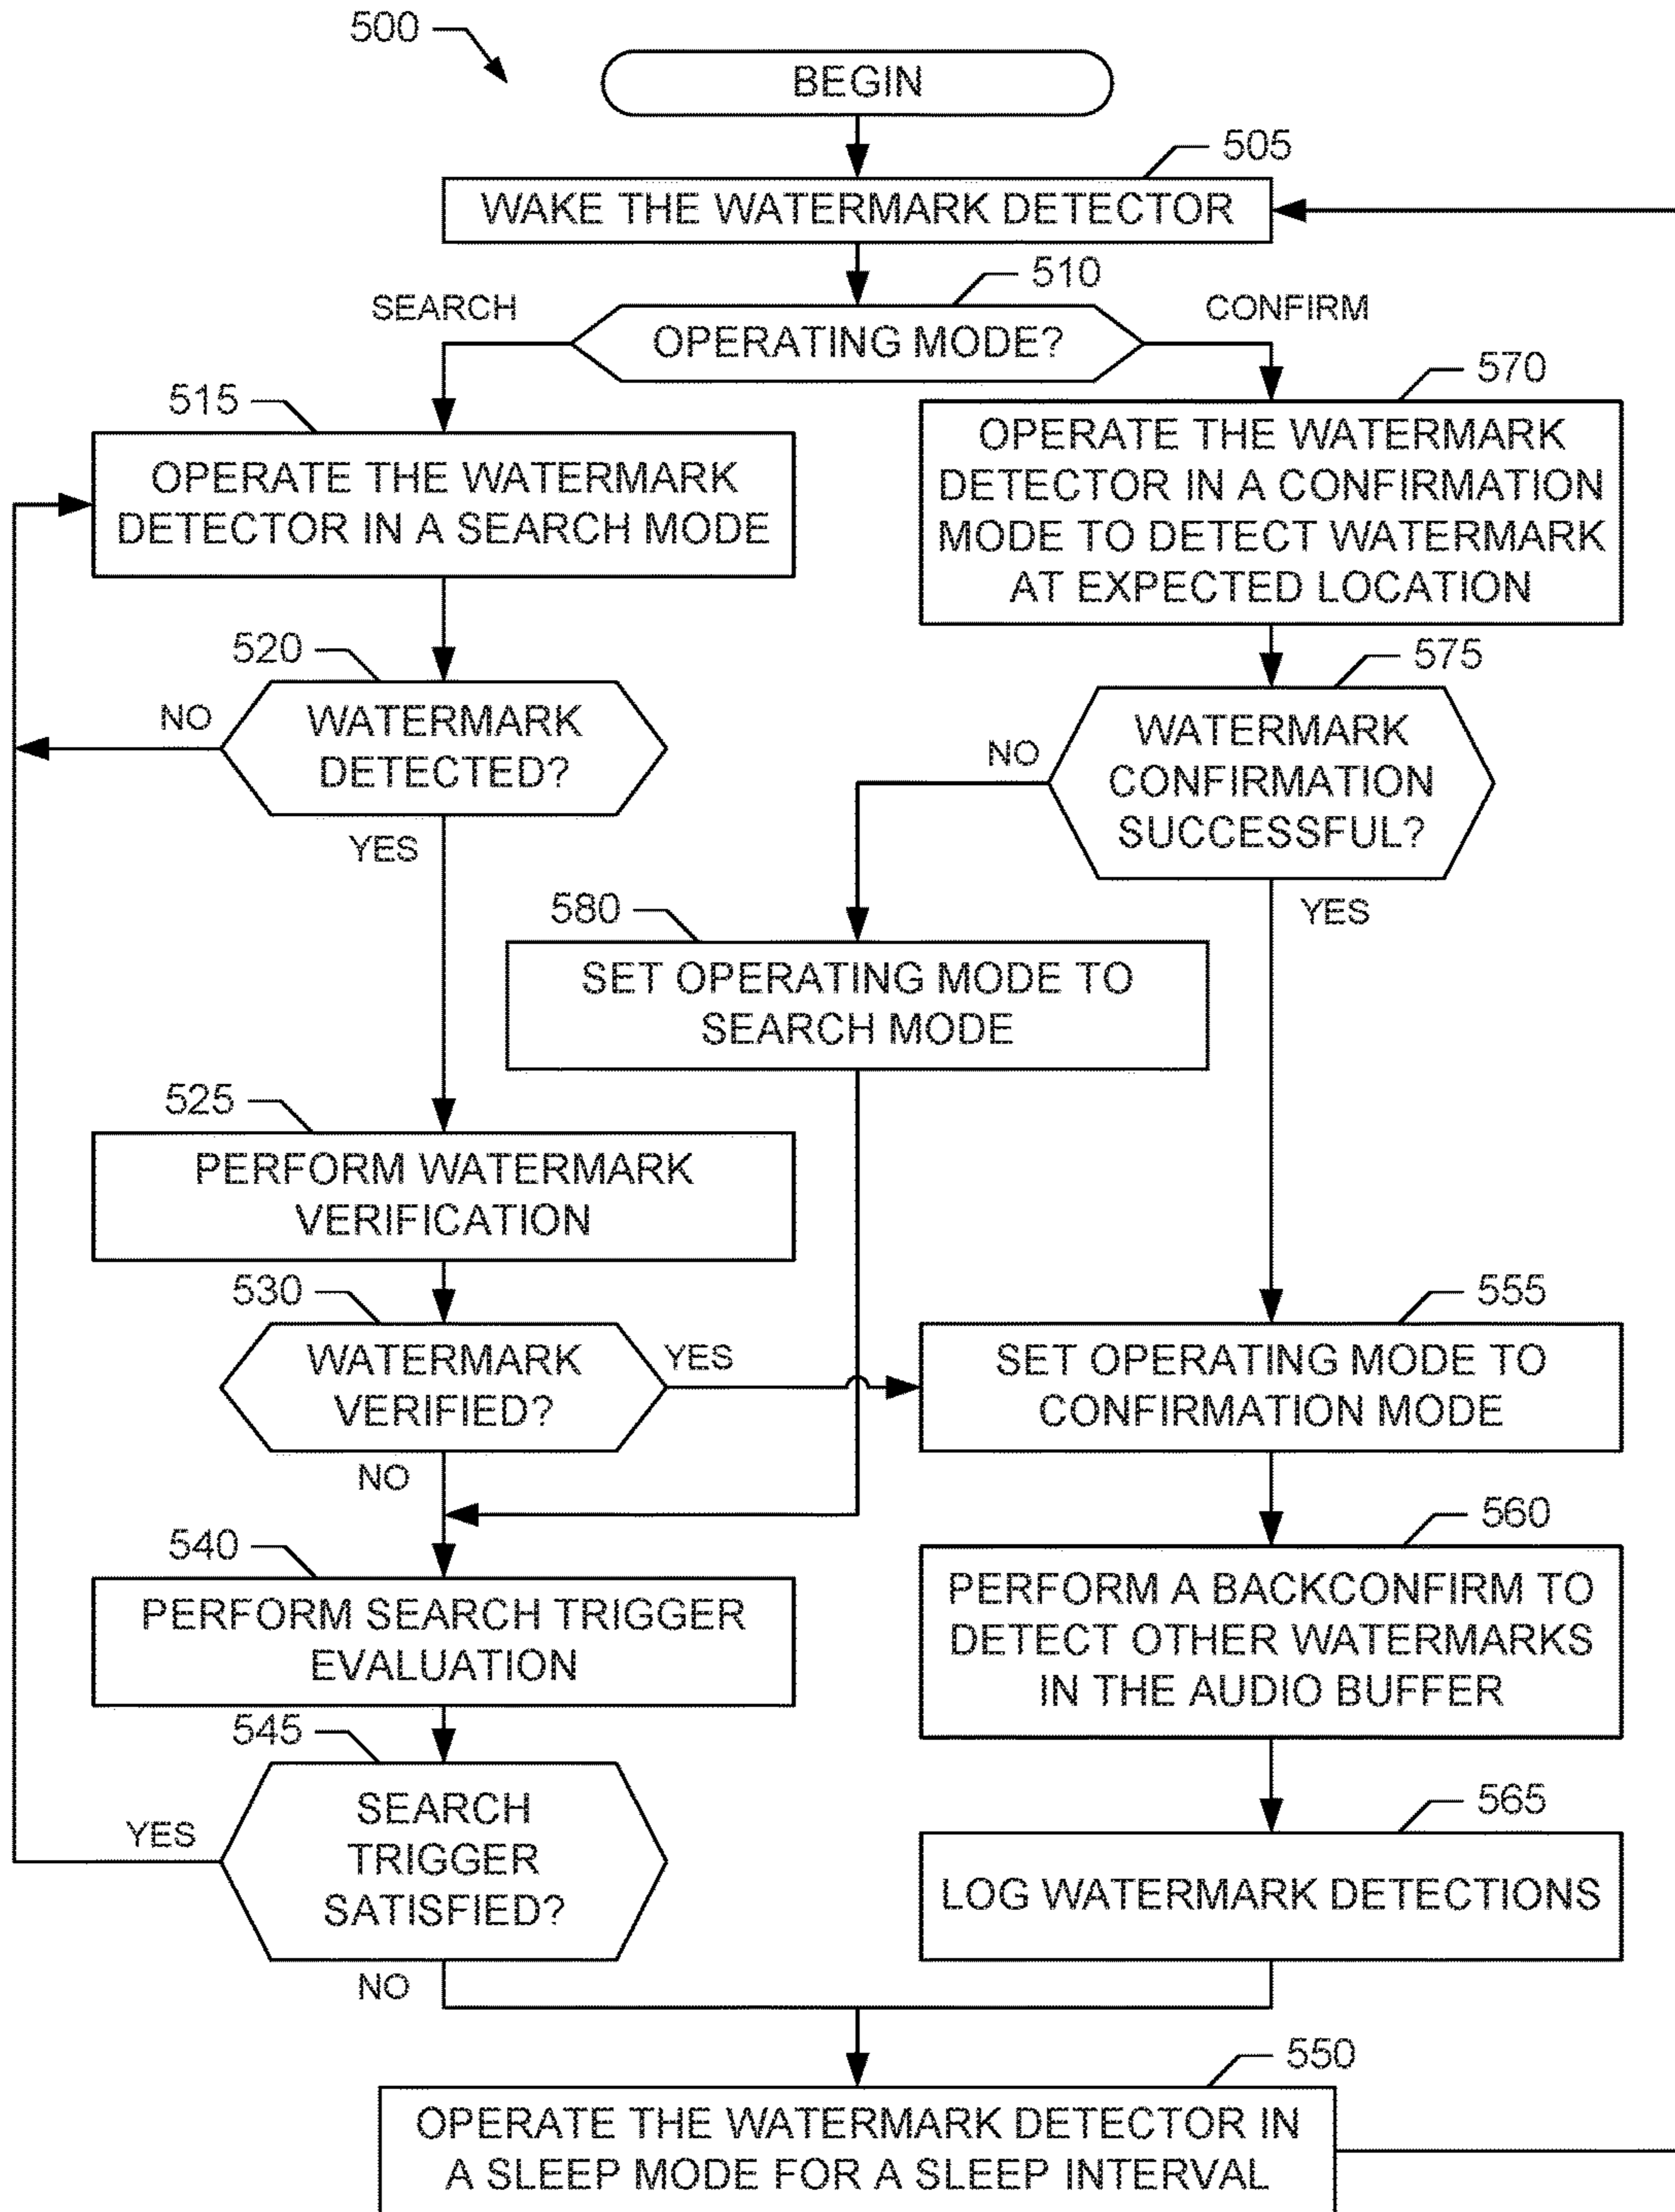 500
BEGIN
505
WAKE THE WATERMARK DETECTOR
510
SEARCH
CONFIRM
OPERATING MODE?
515
OPERATE THE WATERMARK
DETECTOR IN A SEARCH MODE
570
OPERATE THE WATERMARK
DETECTOR IN A CONFIRMATION
MODE TO DETECT WATERMARK
AT EXPECTED LOCATION
520
NO
WATERMARK
DETECTED?
YES
575
NO
WATERMARK
CONFIRMATION
SUCCESSFUL?
YES
580
SET OPERATING MODE TO
SEARCH MODE
525
PERFORM WATERMARK
VERIFICATION
530
WATERMARK
VERIFIED?
YES
NO
555
SET OPERATING MODE TO
CONFIRMATION MODE
540
PERFORM SEARCH TRIGGER
EVALUATION
560
PERFORM A BACKCONFIRM TO
DETECT OTHER WATERMARKS
IN THE AUDIO BUFFER
545
YES
SEARCH
TRIGGER
SATISFIED?
NO
565
LOG WATERMARK DETECTIONS
550
OPERATE THE WATERMARK DETECTOR IN
A SLEEP MODE FOR A SLEEP INTERVAL